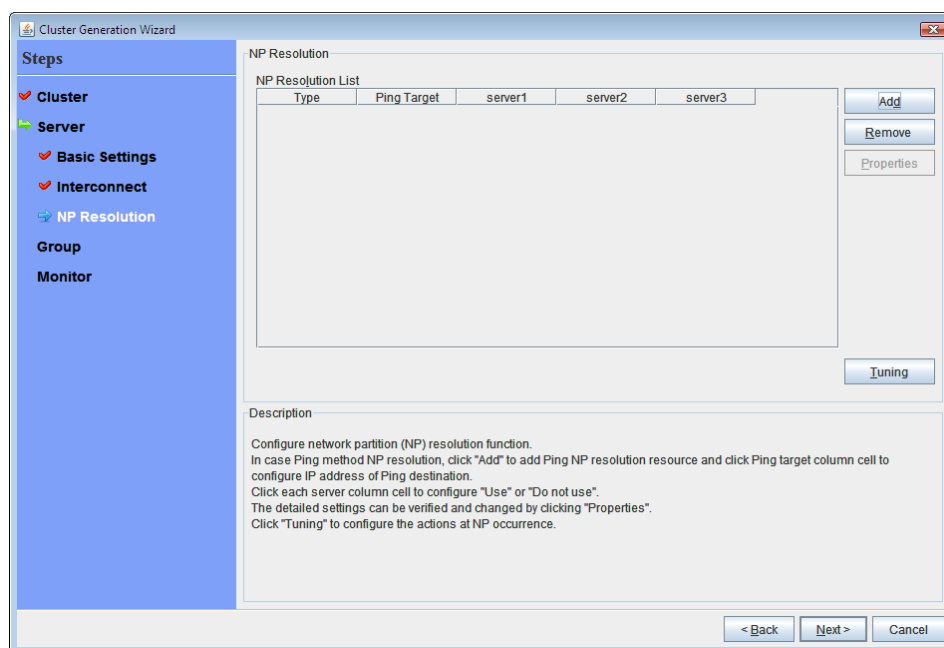 Cluster Generation Wizard
Steps
Cluster
Server
Basic Settings
Interconnect
NP Resolution
Group
Monitor
NP Resolution
NP Resolution List
Type Ping Target server1 server2 server3
Add
Remove
Properties
Tuning
Description
Configure network partition (NP) resolution function.
In case Ping method NP resolution, click "Add" to add Ping NP resolution resource and click Ping target column cell to
configure IP address of Ping destination.
Click each server column cell to configure "Use" or "Do not use".
The detailed settings can be verified and changed by clicking "Properties".
Click "Tuning" to configure the actions at NP occurrence.
< Back Next > Cancel